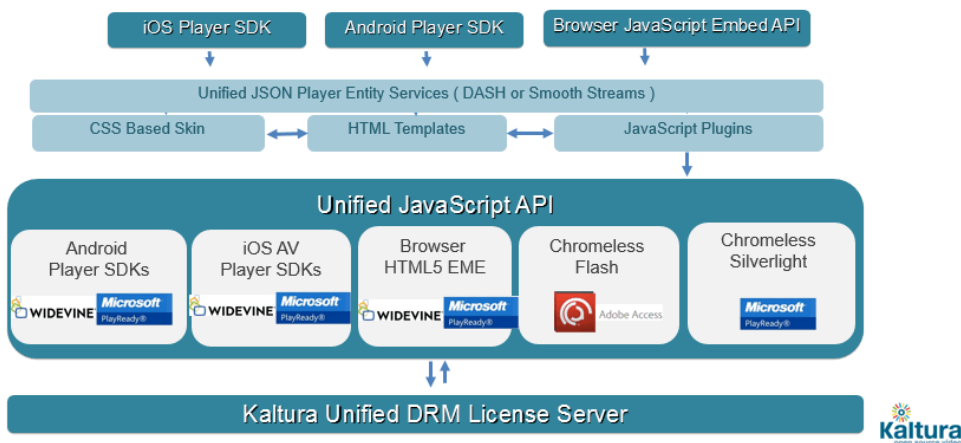 iOS Player SDK
Android Player SDK
Browser JavaScript Embed API
Unified JSON Player Entity Services ( DASH or Smooth Streams )
CSS Based Skin
HTML Templates
JavaScript Plugins
Unified JavaScript API
Android
Player SDKs
WIDEVINE
Microsoft
PlayReady®
iOS AV
Player SDKs
WIDEVINE
Microsoft
PlayReady®
Browser
HTML5 EME
WIDEVINE
Microsoft
PlayReady®
Chromeless
Flash
Adobe Access
Chromeless
Silverlight
Microsoft
PlayReady®
Kaltura Unified DRM License Server
Kaltura
open source video